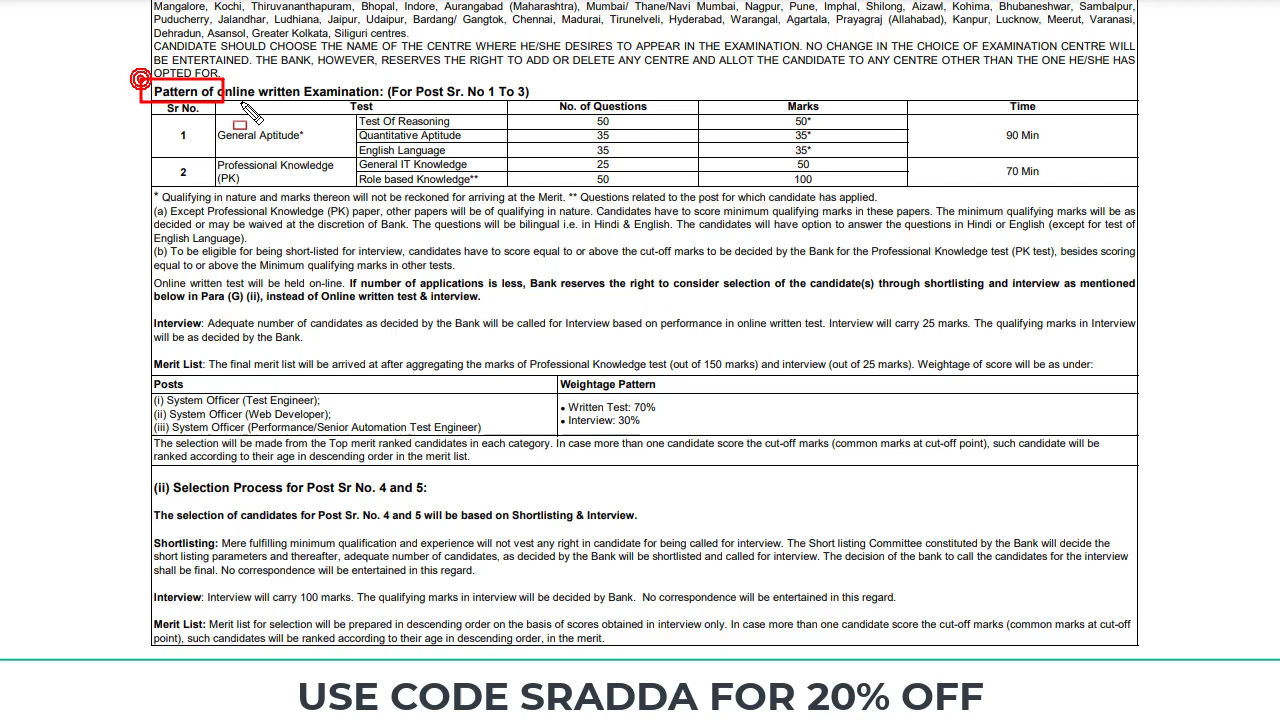 Mangalore, Kochi, Thiruvananthapuram, Bhopal, Indore, Aurangabad (Maharashtra), Mumbai/ Thane/Navi Mumbai, Nagpur, Pune, Imphal, Shilong, Aizawl, Kohima, Bhubaneshwar, Sambalpur,
Puducherry, Jalandhar, Ludhiana, Jaipur, Udaipur, Bardang/ Gangtok, Chennai, Madurai, Tirunelveli, Hyderabad, Warangal, Agartala, Prayagraj (Allahabad), Kanpur, Lucknow, Meerut, Varanasi,
Dehradun, Asansol, Greater Kolkata, Siliguri centres.
CANDIDATE SHOULD CHOOSE THE NAME OF THE CENTRE WHERE HE/SHE DESIRES TO APPEAR IN THE EXAMINATION. NO CHANGE IN THE CHOICE OF EXAMINATION CENTRE WILL
BE ENTERTAINED. THE BANK, HOWEVER, RESERVES THE RIGHT TO ADD OR DELETE ANY CENTRE AND ALLOT THE CANDIDATE TO ANY CENTRE OTHER THAN THE ONE HE/SHE HAS
OPTED FOR.
Pattern of online written Examination: (For Post Sr. No 1 To 3)
Sr No. Test No. of Questions Marks Time
1 General Aptitude* Test Of Reasoning 50 50* 90 Min
Quantitative Aptitude 35 35*
English Language 35 35*
2 Professional Knowledge (PK) General IT Knowledge 25 50 70 Min
Role based Knowledge** 50 100
* Qualifying in nature and marks thereon will not be reckoned for arriving at the Merit. ** Questions related to the post for which candidate has applied.
(a) Except Professional Knowledge (PK) paper, other papers will be of qualifying in nature. Candidates have to score minimum qualifying marks in these papers. The minimum qualifying marks will be as
decided or may be waived at the discretion of Bank. The questions will be bilingual i.e. in Hindi & English. The candidates will have option to answer the questions in Hindi or English (except for test of
English Language).
(b) To be eligible for being short-listed for interview, candidates have to score equal to or above the cut-off marks to be decided by the Bank for the Professional Knowledge test (PK test), besides scoring
equal to or above the Minimum qualifying marks in other tests.
Online written test will be held on-line. If number of applications is less, Bank reserves the right to consider selection of the candidate(s) through shortlisting and interview as mentioned
below in Para (G) (ii), instead of Online written test & interview.
Interview: Adequate number of candidates as decided by the Bank will be called for Interview based on performance in online written test. Interview will carry 25 marks. The qualifying marks in Interview
will be as decided by the Bank.
Merit List: The final merit list will be arrived at after aggregating the marks of Professional Knowledge test (out of 150 marks) and interview (out of 25 marks). Weightage of score will be as under:
Posts Weightage Pattern
(i) System Officer (Test Engineer);
(ii) System Officer (Web Developer);
(iii) System Officer (Performance/Senior Automation Test Engineer)
• Written Test: 70%
• Interview: 30%
The selection will be made from the Top merit ranked candidates in each category. In case more than one candidate score the cut-off marks (common marks at cut-off point), such candidate will be
ranked according to their age in descending order in the merit list.
(ii) Selection Process for Post Sr No. 4 and 5:
The selection of candidates for Post Sr. No. 4 and 5 will be based on Shortlisting & Interview.
Shortlisting: Mere fulfilling minimum qualification and experience will not vest any right in candidate for being called for interview. The Short listing Committee constituted by the Bank will decide the
short listing parameters and thereafter, adequate number of candidates, as decided by the Bank will be shortlisted and called for interview. The decision of the bank to call the candidates for the interview
shall be final. No correspondence will be entertained in this regard.
Interview: Interview will carry 100 marks. The qualifying marks in interview will be decided by Bank. No correspondence will be entertained in this regard.
Merit List: Merit list for selection will be prepared in descending order on the basis of scores obtained in interview only. In case more than one candidate score the cut-off marks (common marks at cut-off
point), such candidates will be ranked according to their age in descending order, in the merit.
USE CODE SRADDA FOR 20% OFF